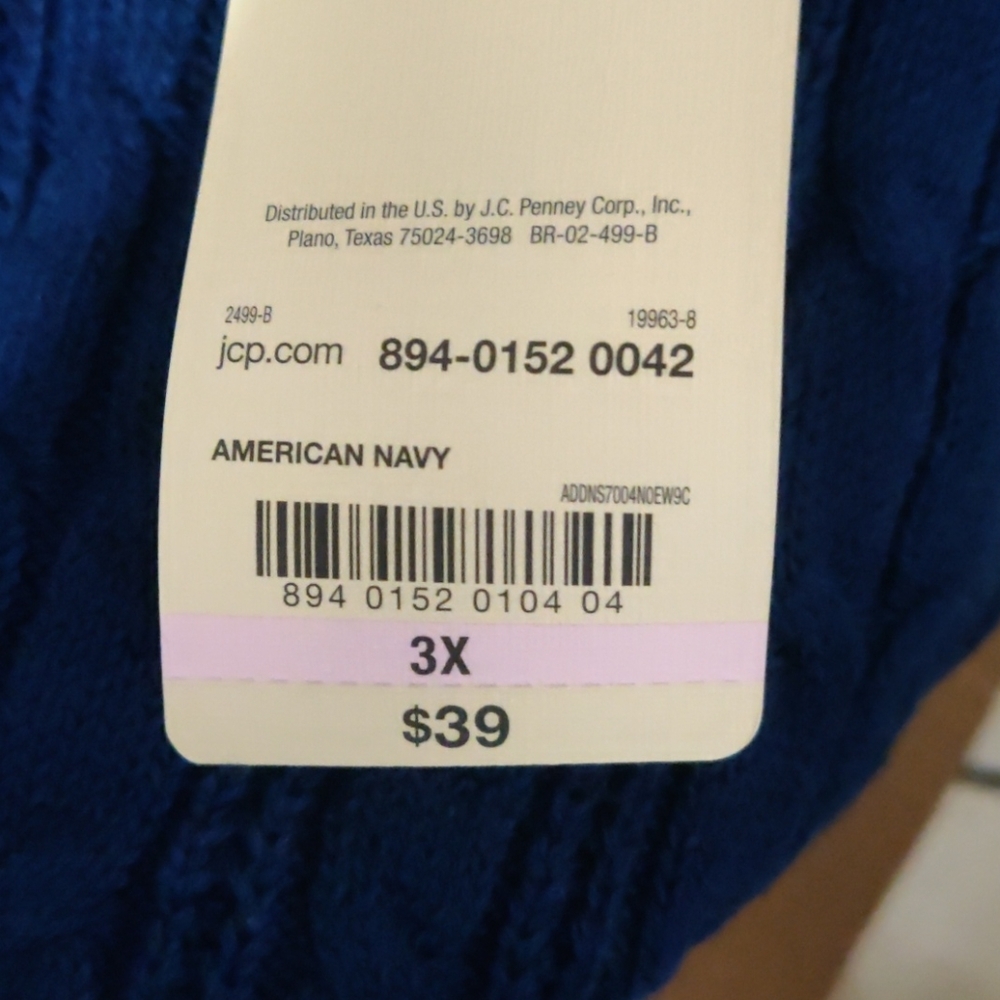 Distributed in the U.S. by J.C. Penney Corp., Inc.,
Plano, Texas 75024-3698 BR-02-499-B
2499-B 19963-8
jcp.com 894-0152 0042
AMERICAN NAVY
ADDNS7004N0EW9C
894 0152 0104 04
3X
$39